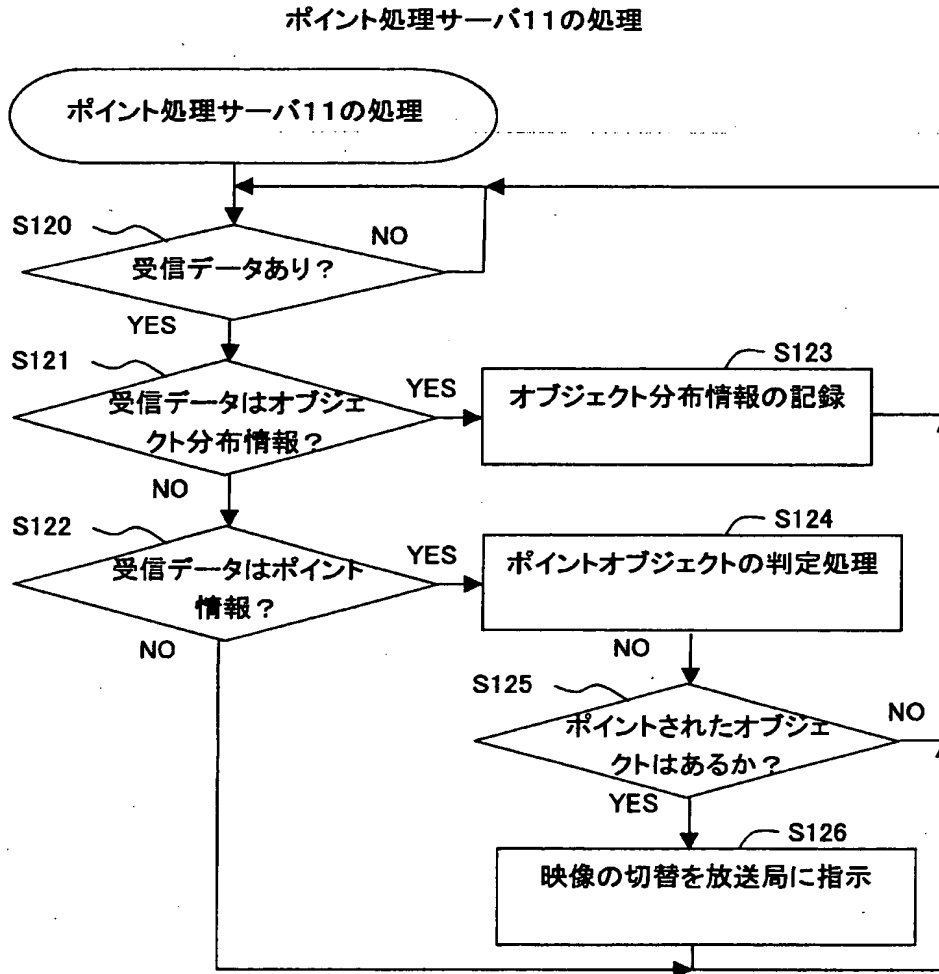 ポイント処理サーバ11の処理
ポイント処理サーバ11の処理
S120
NO
受信データあり?
YES
S121
YES
S123
受信データはオブジェ
クト分布情報?
オブジェクト分布情報の記録
NO
S122
YES
S124
受信データはポイント
情報?
ポイントオブジェクトの判定処理
NO
NO
S125
NO
ポイントされたオブジェ
クトはあるか?
YES
S126
映像の切替を放送局に指示